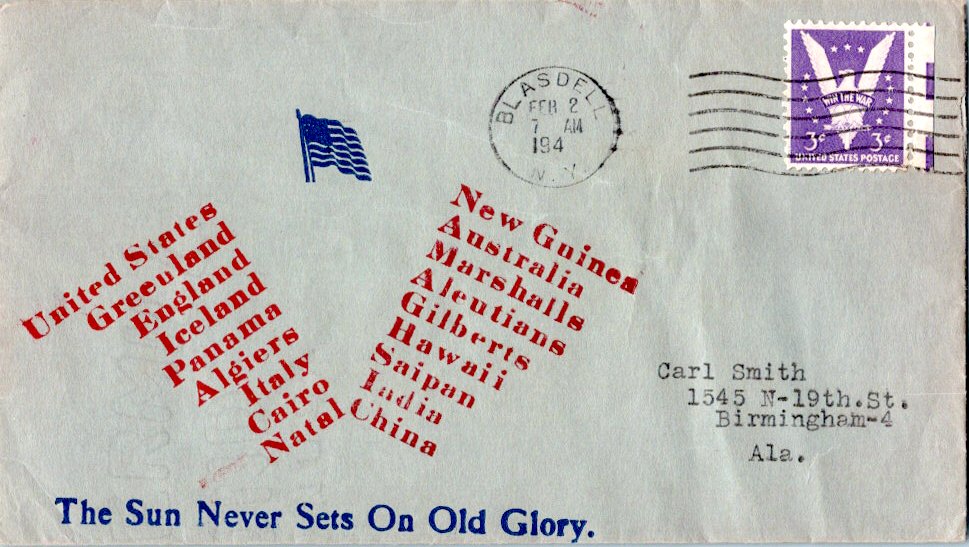 BLASDELL
FEB 2
7 AM
194
N.Y.
WIN THE WAR
3¢ 3¢
UNITED STATES POSTAGE
United States
Greenland
England
Iceland
Panama
Algiers
Italy
Cairo
Natal
New Guinea
Australia
Marshalls
Aleutians
Gilberts
Hawaii
Saipan
India
China
Carl Smith
1545 N-19th.St.
Birmingham-4
Ala.
The Sun Never Sets On Old Glory.